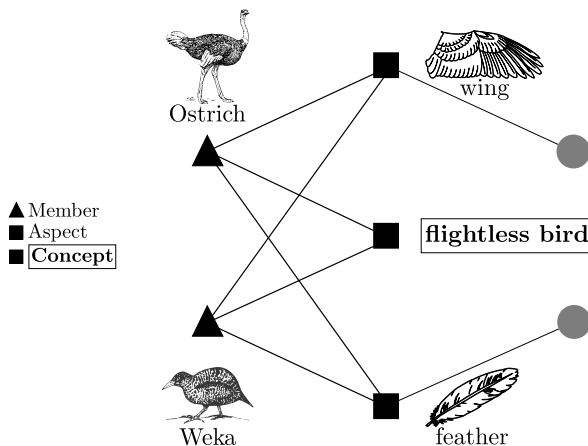 Ostrich
wing
Member
Aspect
Concept
flightless bird
Weka
feather